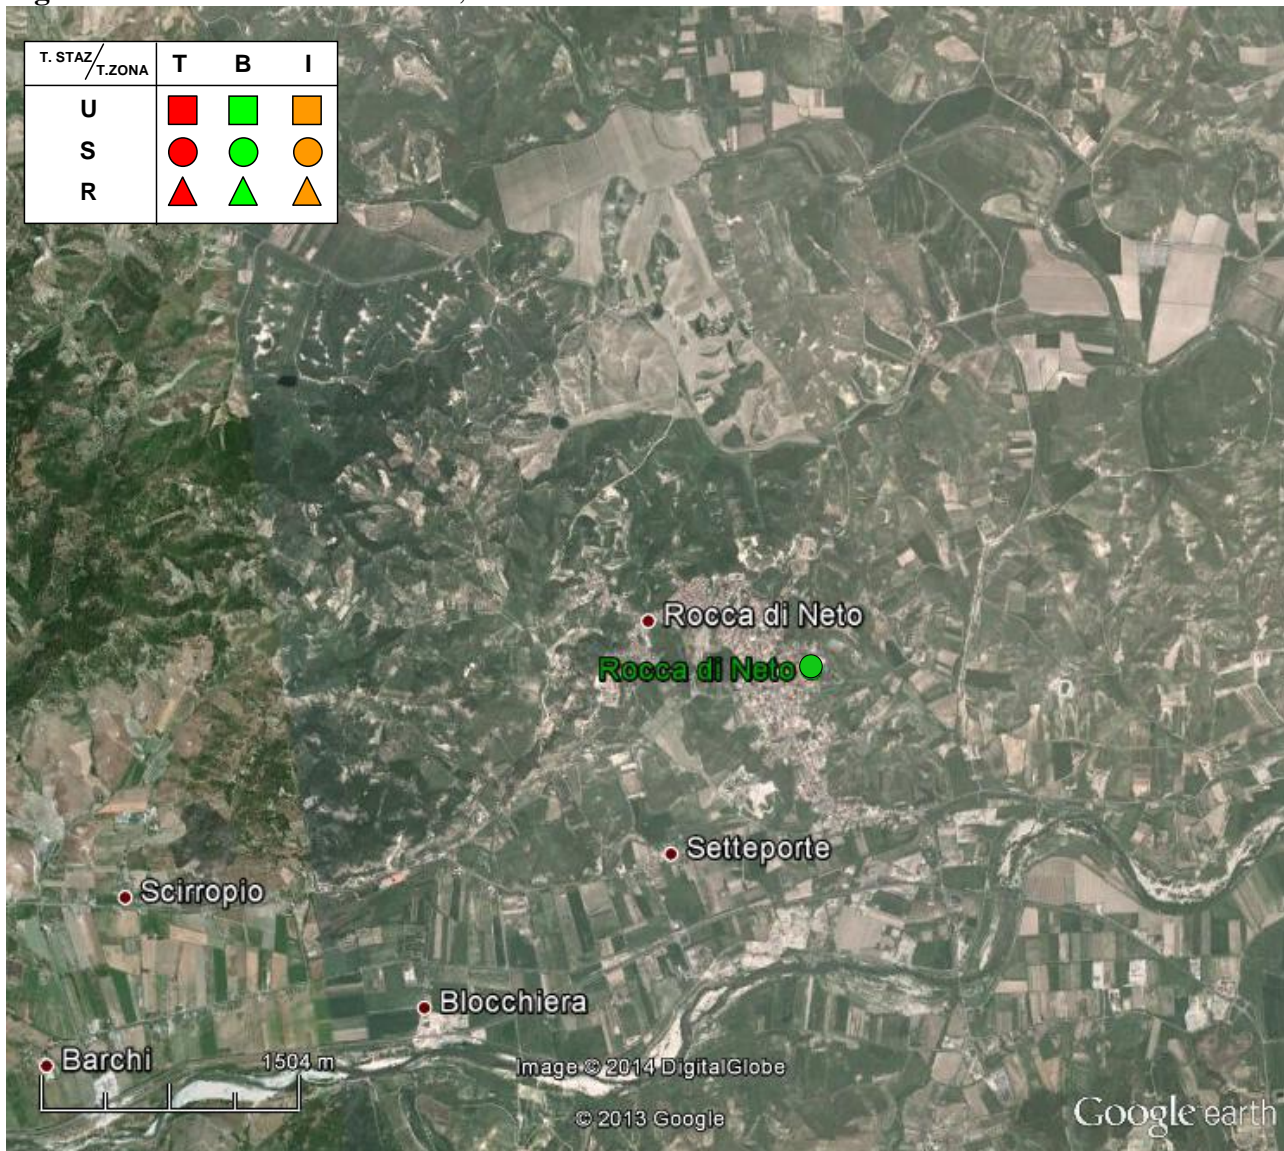 T. STAZ/T.ZONA T B I
U
S
R
Rocca di Neto
Rocca di Neto
Setteporte
Scirropio
Blocchiera
Barchi
1504 m
Image © 2014 DigitalGlobe
© 2013 Google
Google earth